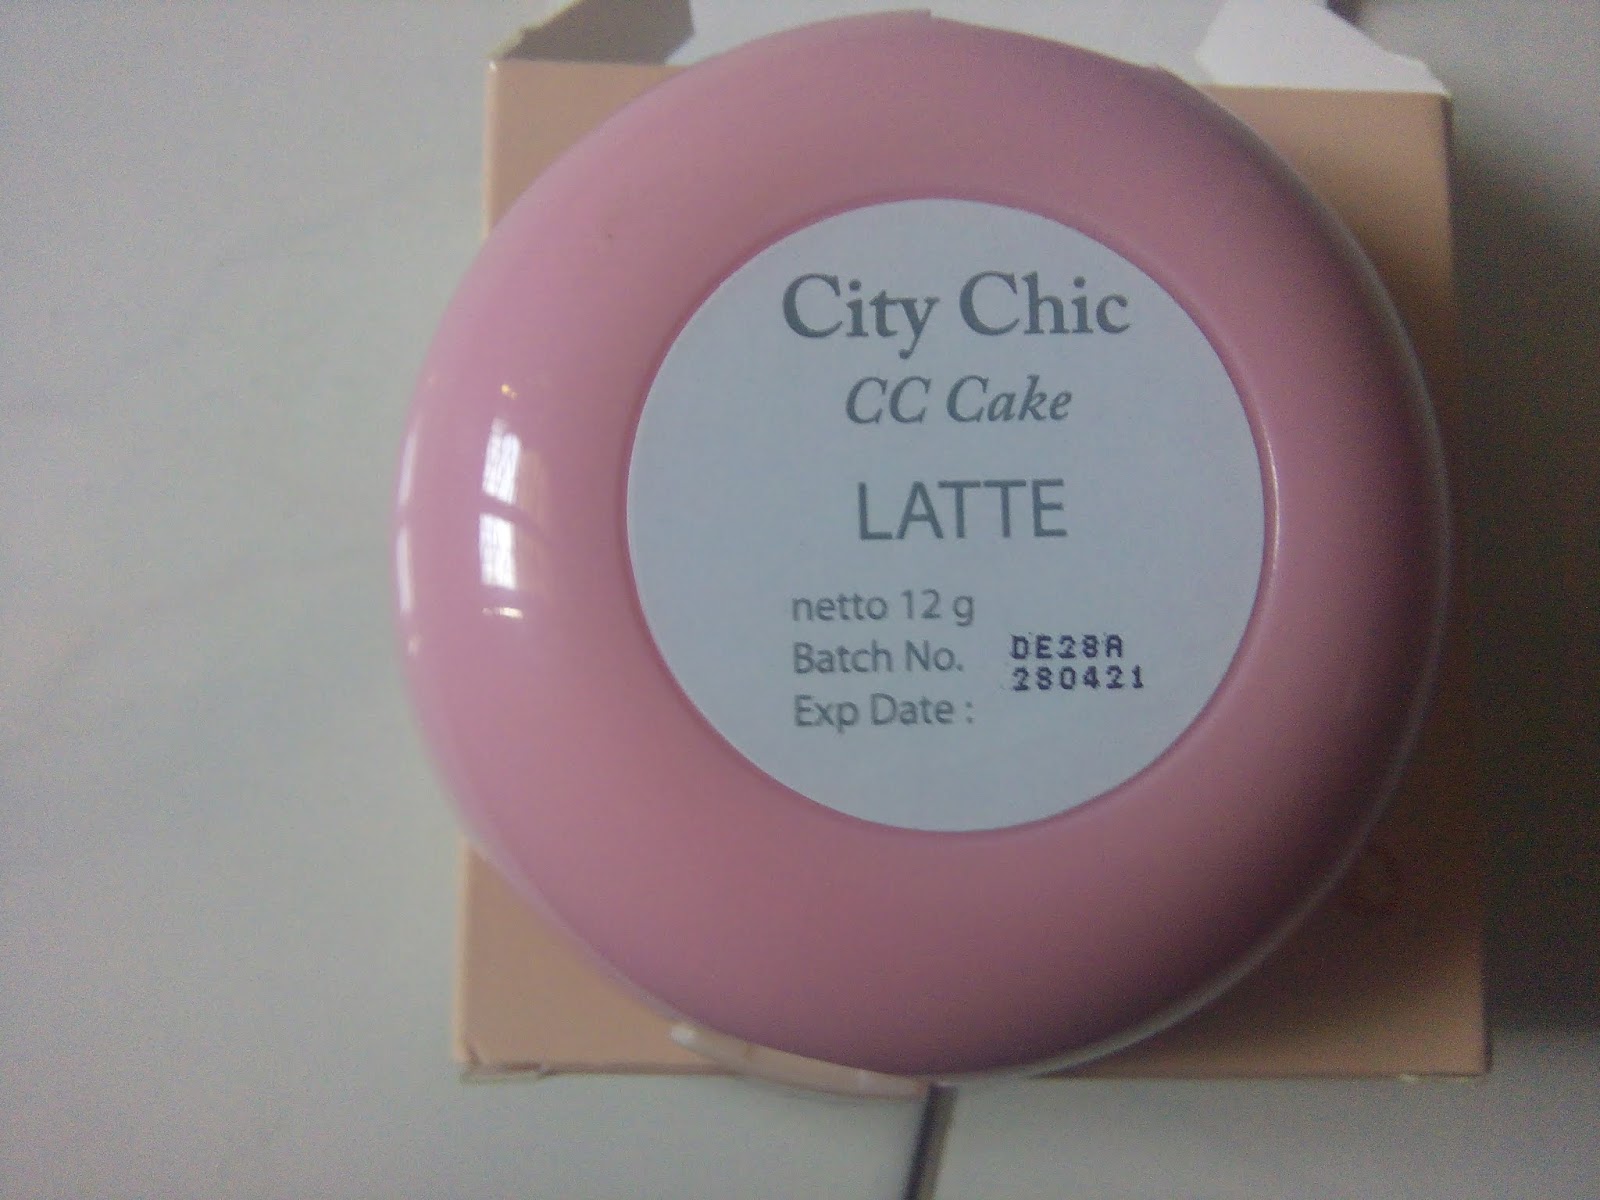 City Chic
CC Cake
LATTE
netto 12 g
Batch No. DE28A
Exp Date : 280421